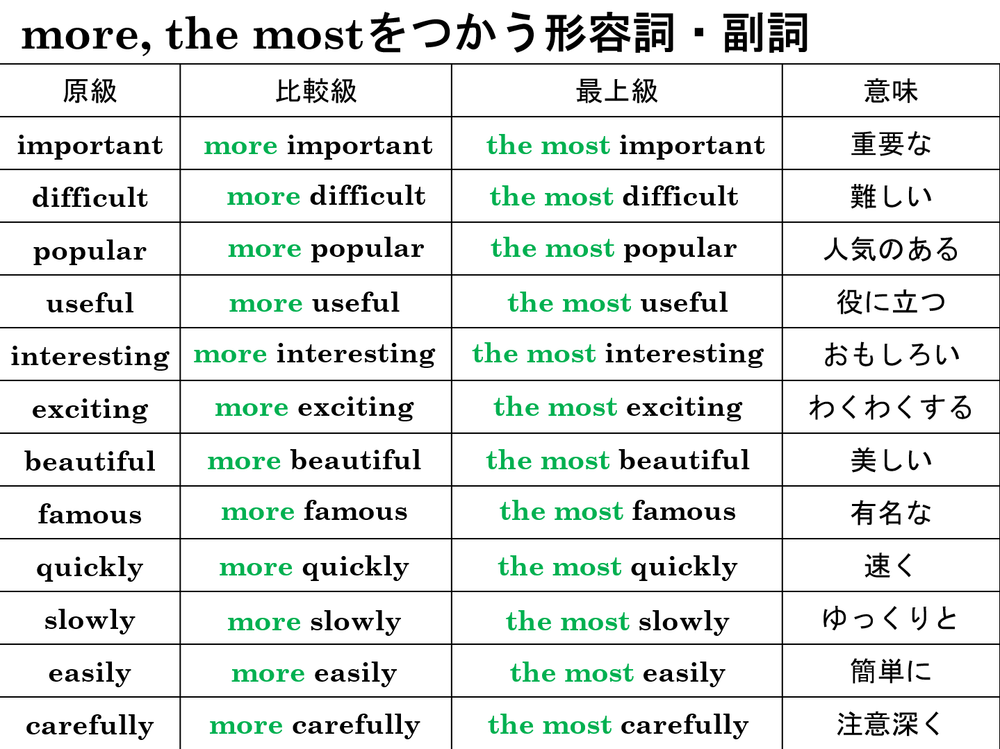 more, the mostをつかう形容詞・副詞
原級 比較級 最上級 意味
important more important the most important 重要な
difficult more difficult the most difficult 難しい
popular more popular the most popular 人気のある
useful more useful the most useful 役に立つ
interesting more interesting the most interesting おもしろい
exciting more exciting the most exciting わくわくする
beautiful more beautiful the most beautiful 美しい
famous more famous the most famous 有名な
quickly more quickly the most quickly 速く
slowly more slowly the most slowly ゆっくりと
easily more easily the most easily 簡単に
carefully more carefully the most carefully 注意深く